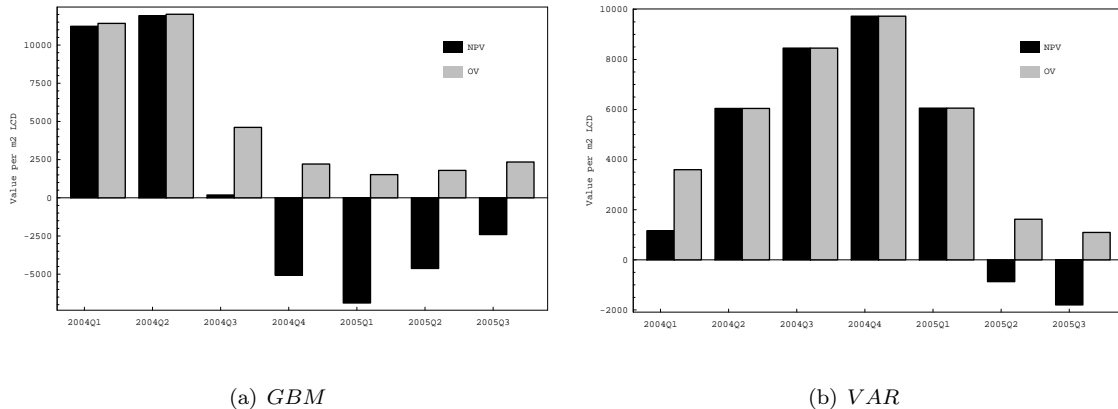 10000
7500
5000
2500
0
-2500
-5000
Value per m2 LCD
NPV
OV
2004Q1 2004Q2 2004Q3 2004Q4 2005Q1 2005Q2 2005Q3
(a) GBM
10000
8000
6000
4000
2000
0
-2000
Value per m2 LCD
NPV
OV
2004Q1 2004Q2 2004Q3 2004Q4 2005Q1 2005Q2 2005Q3
(b) VAR